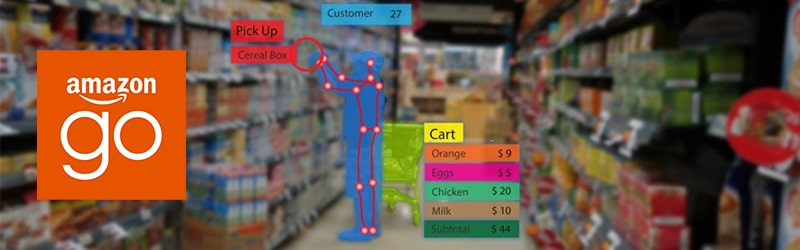 Customer 27
Pick Up
Cereal Box
amazon
go
Cart
Orange $ 9
Eggs $ 5
Chicken $ 20
Milk $ 10
Subtotal $ 44